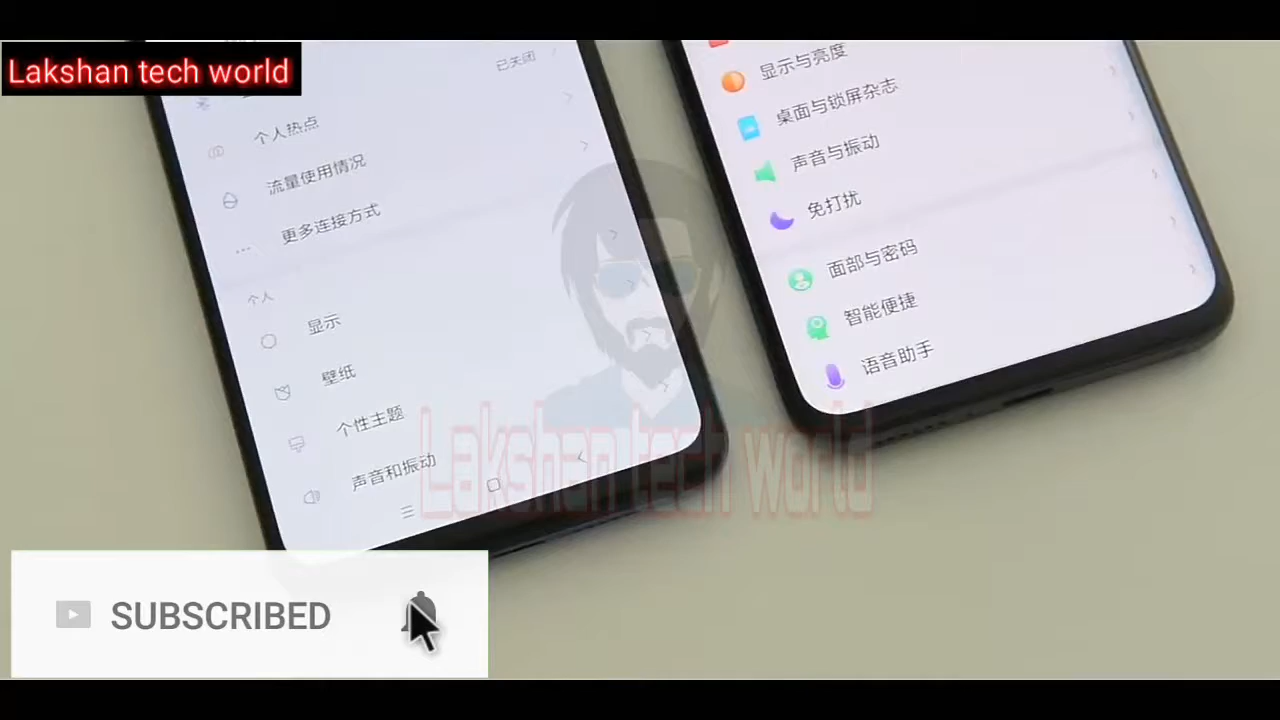 Lakshan tech world
已关闭
个人热点
流量使用情况
更多连接方式
个人
显示
壁纸
个性主题
声音和振动
显示与亮度
桌面与锁屏杂志
声音与振动
免打扰
面部与密码
智能便捷
语音助手
Lakshan tech world
SUBSCRIBED